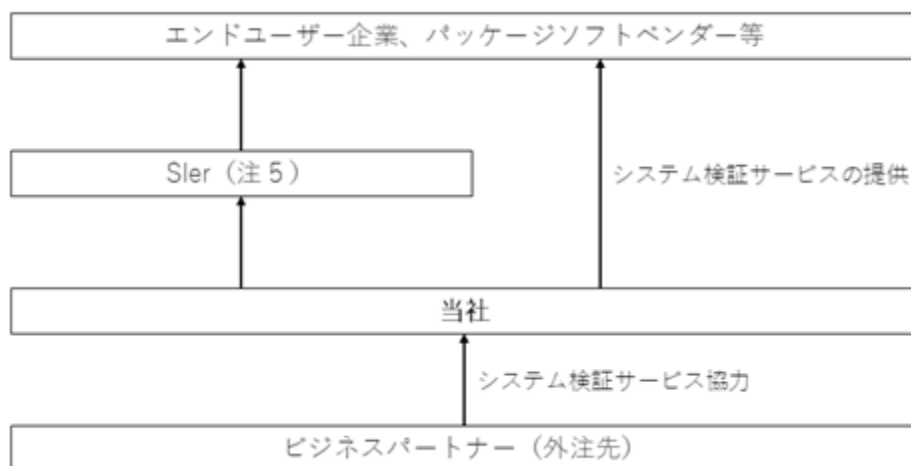 エンドユーザー企業、パッケージソフトベンダー等
SIer（注５）
システム検証サービスの提供
当社
システム検証サービス協力
ビジネスパートナー（外注先）